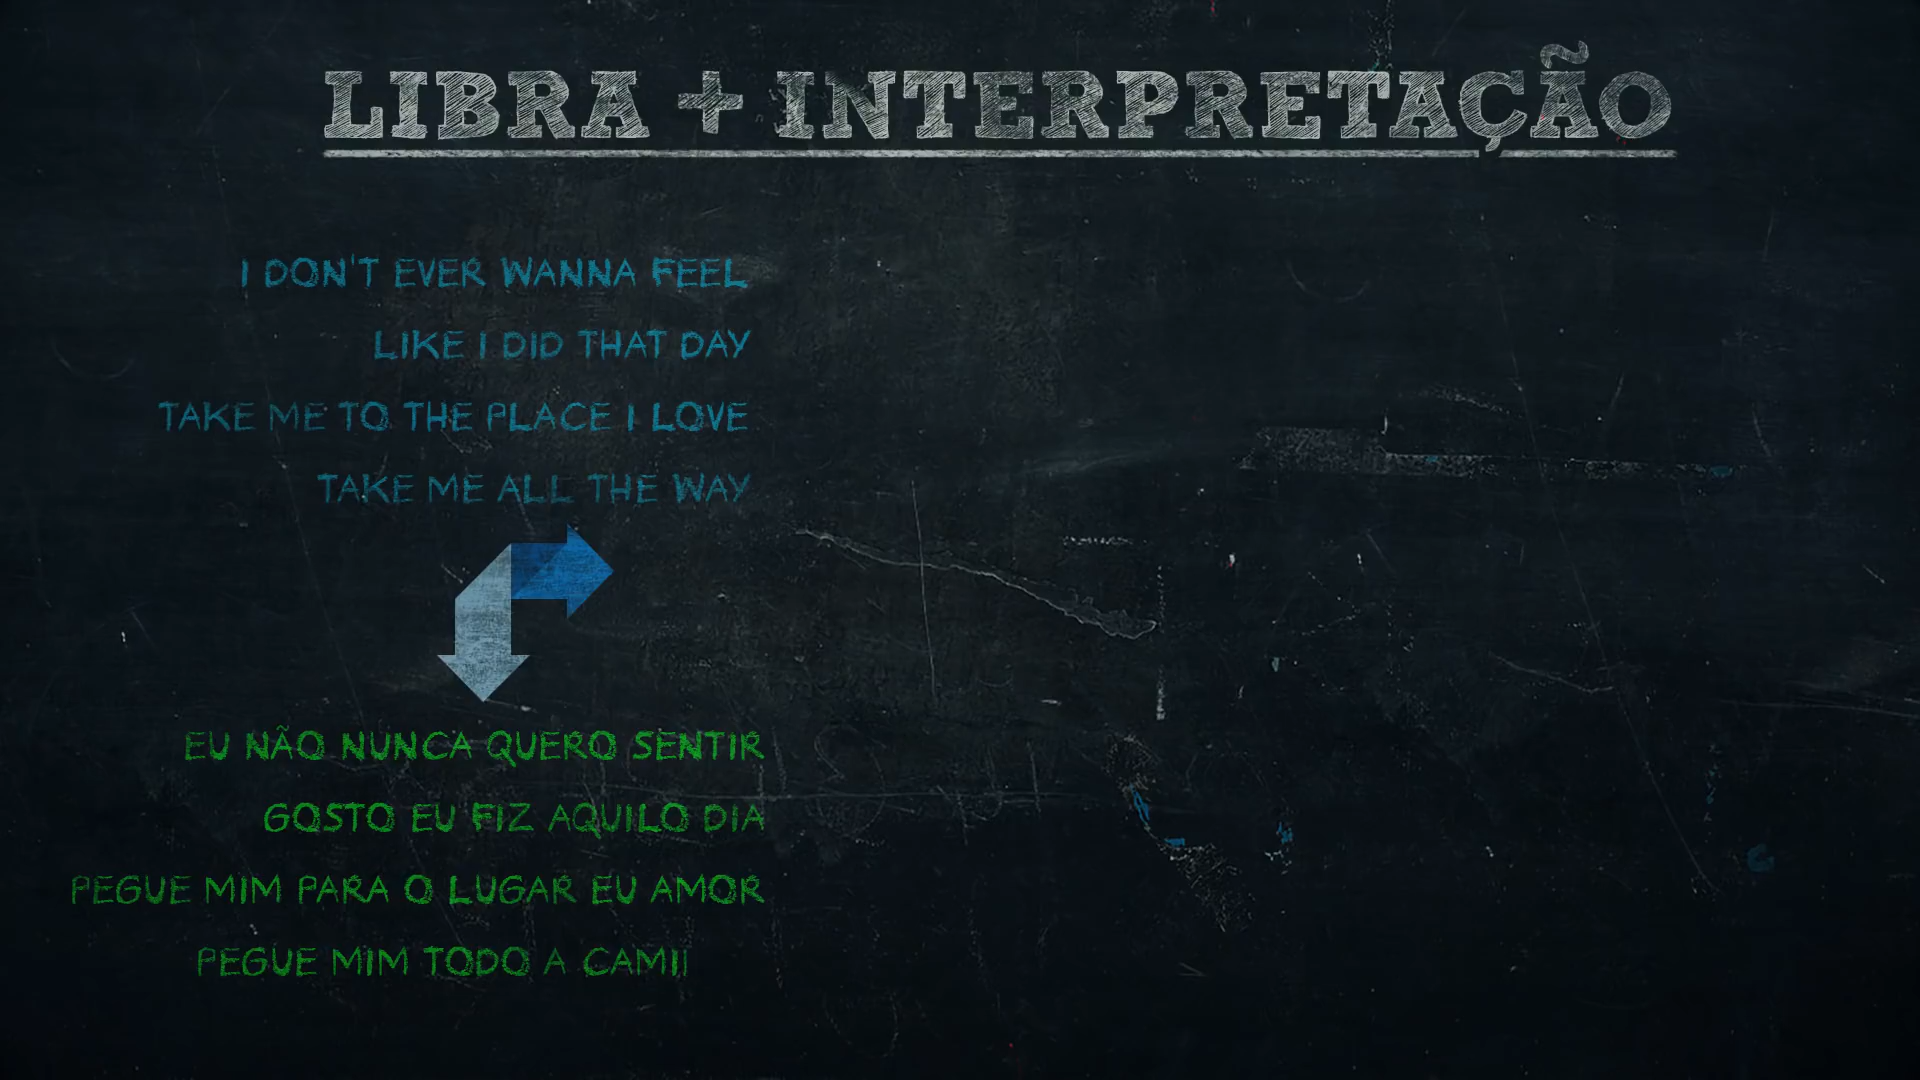 LIBRA + INTERPRETAÇÃO
I DON'T EVER WANNA FEEL
LIKE I DID THAT DAY
TAKE ME TO THE PLACE I LOVE
TAKE ME ALL THE WAY
EU NÃO NUNCA QUERO SENTIR
GOSTO EU FIZ AQUILO DIA
PEGUE MIM PARA O LUGAR EU AMOR
PEGUE MIM TODO A CAMI